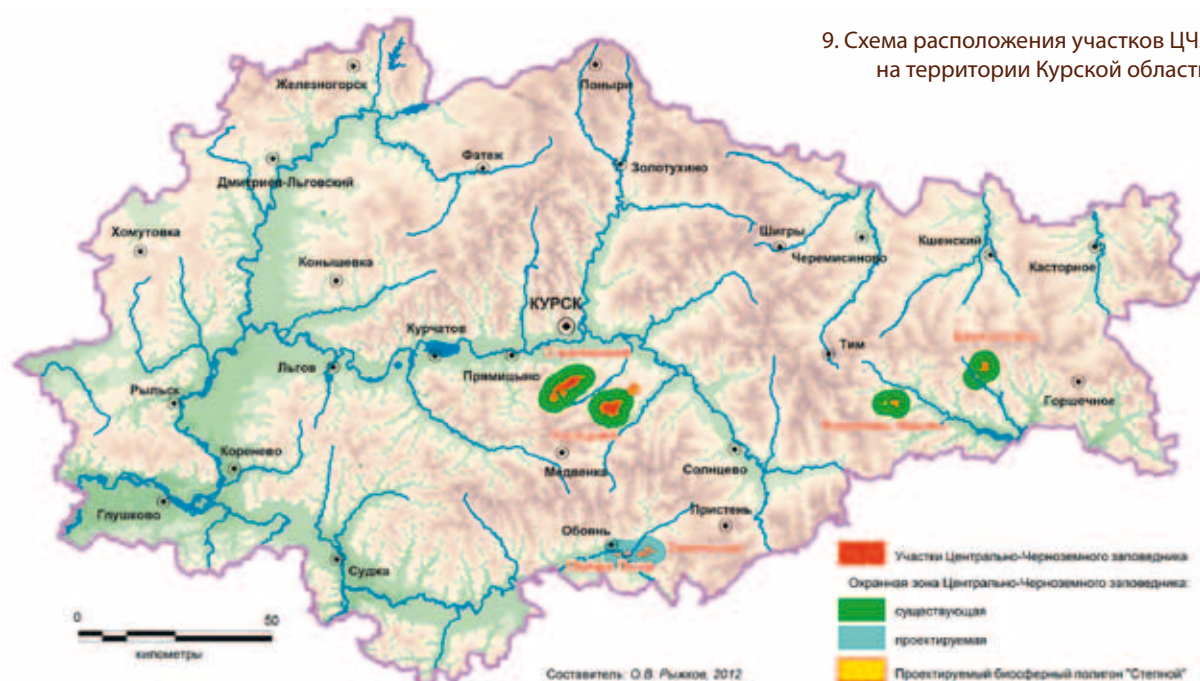 9. Схема расположения участков ЦЧ
на территории Курской област
Железногорск
Поныри
Фатеж
Золотухино
Дмитриев-Льговский
Хомутовка
Конышевка
Шигры
Черемисиново
Кшенский
Касторное
КУРСК
Курчатов
Прямицыно
Льгов
Тим
Рыльск
Горшечное
Коренево
Медвенка
Солнцево
Глушково
Обоянь
Пристень
Суджа
Участки Центрально-Черноземного заповедника
Охранная зона Центрально-Черноземного заповедника:
существующая
проектируемая
Проектируемый биосферный полигон "Степной"
0 50
километры
Составитель: О.В. Рыжков, 2012